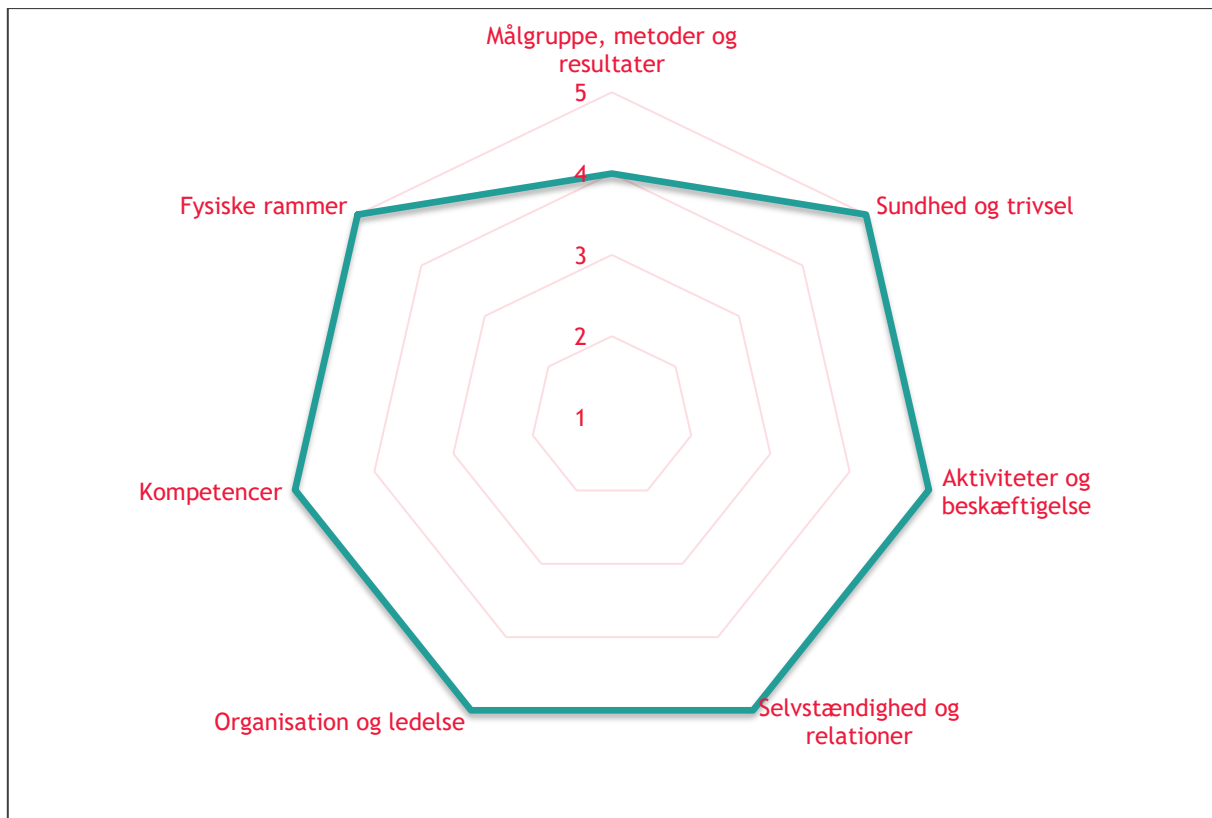 Målgruppe, metoder og
resultater
5
4
Fysiske rammer
Sundhed og trivsel
3
2
1
Kompetencer
Aktiviteter og
beskæftigelse
Organisation og ledelse
Selvstændighed og
relationer